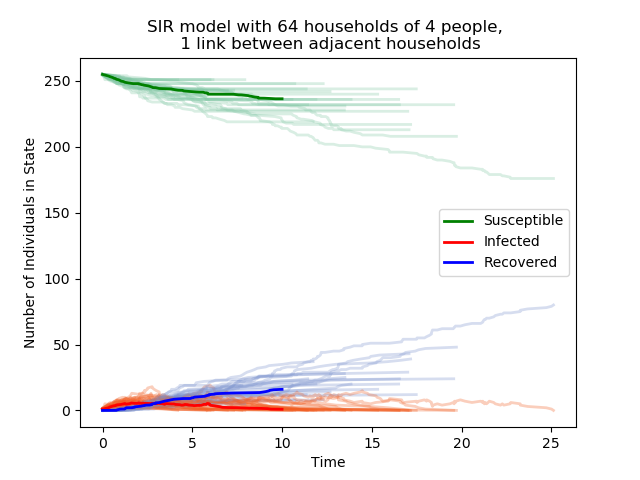 SIR model with 64 households of 4 people,
1 link between adjacent households
Number of Individuals in State
250
200
150
100
50
0
Susceptible
Infected
Recovered
0 5 10 15 20 25
Time